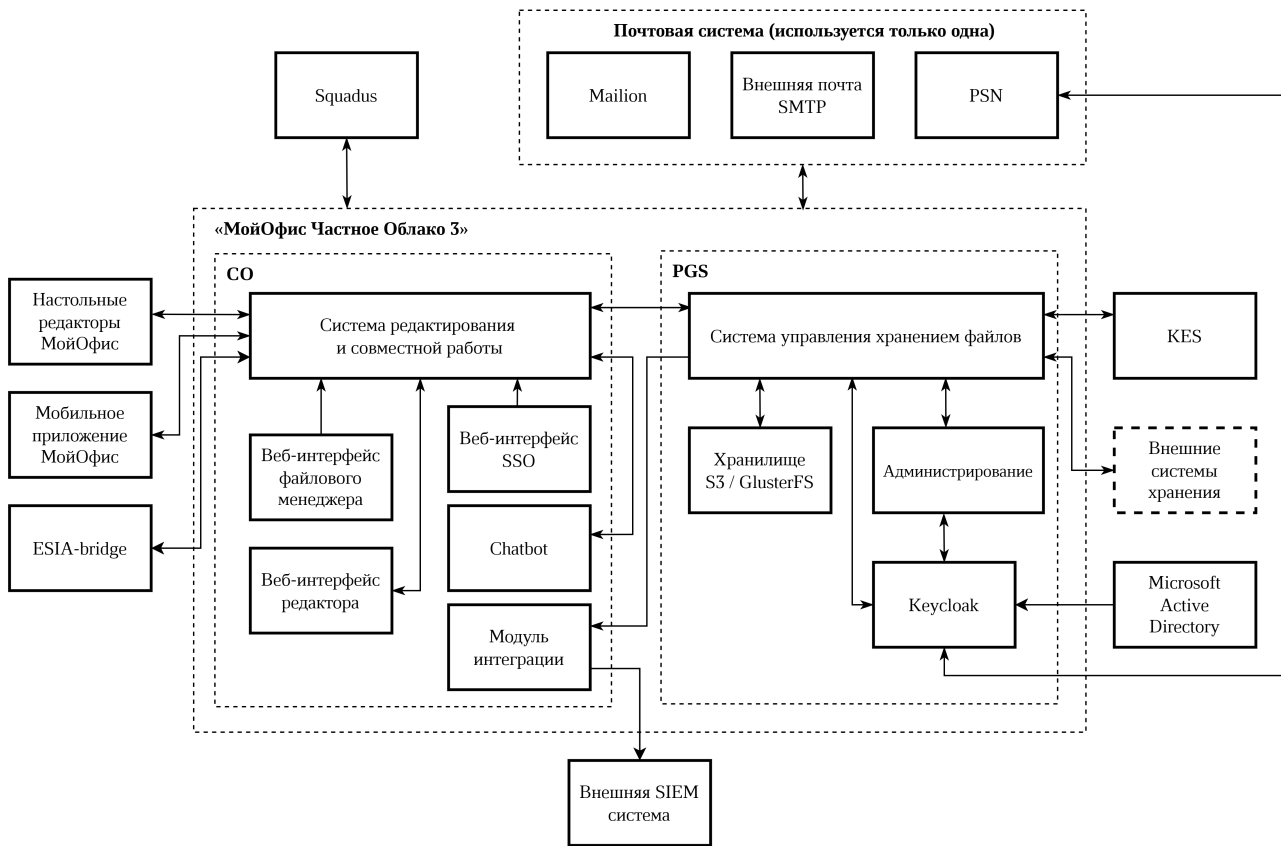 Почтовая система (используется только одна)
Squadus
Mailion
Внешняя почта
SMTP
PSN
«МойОфис Частное Облако 3»
CO
PGS
Настольные
редакторы
МойОфис
Система редактирования
и совместной работы
Система управления хранением файлов
KES
Мобильное
приложение
МойОфис
Веб-интерфейс
файлового
менеджера
Веб-интерфейс
SSO
Хранилище
S3 / GlusterFS
Администрирование
Внешние
системы
хранения
ESIA-bridge
Chatbot
Веб-интерфейс
редактора
Keycloak
Microsoft
Active
Directory
Модуль
интеграции
Внешняя SIEM
система